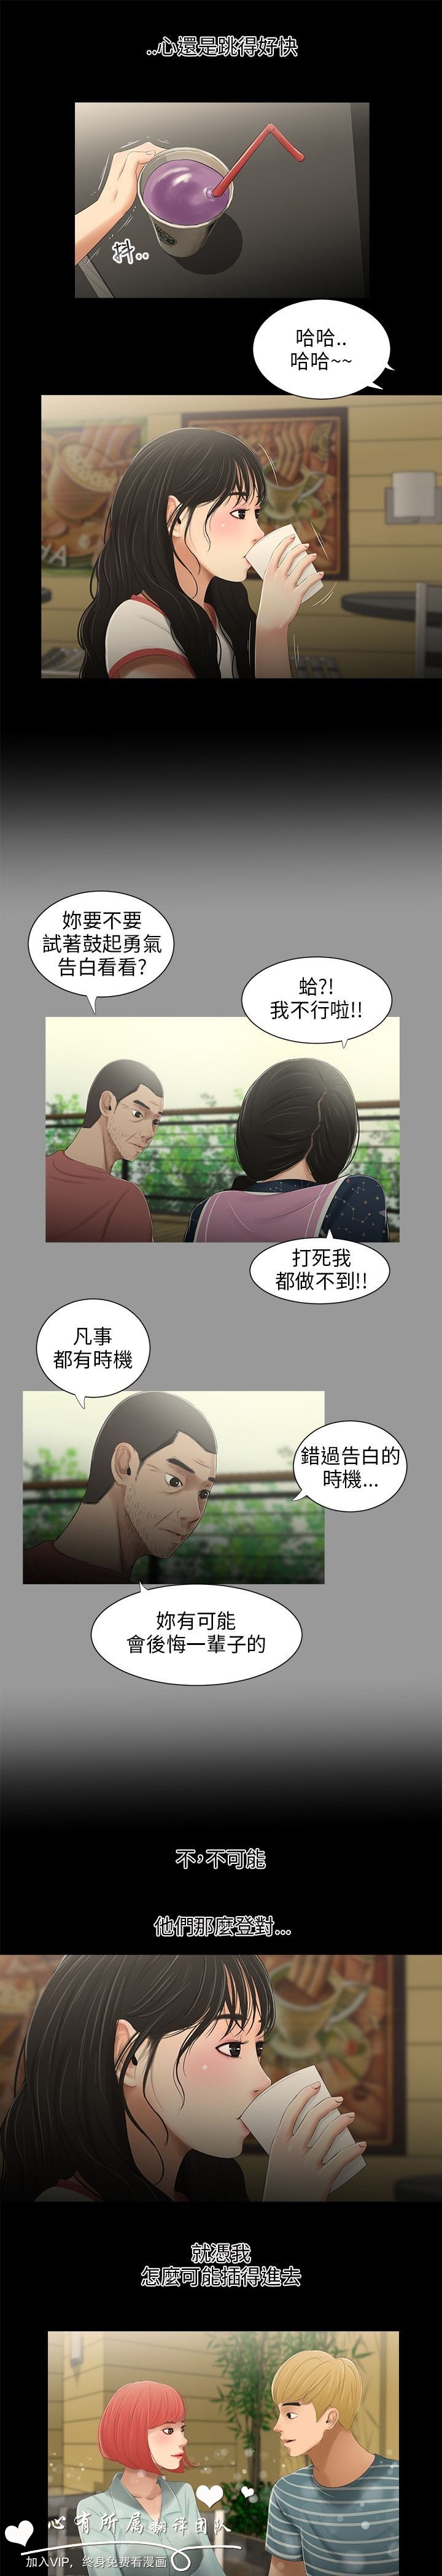 ..心還是跳得好快
抖..
哈哈..
哈哈~~
妳要不要
試著鼓起勇氣
告白看看?
蛤?!
我不行啦!!
打死我
都做不到!!
凡事
都有時機
錯過告白的
時機...
妳有可能
會後悔一輩子的
不,不可能
他們那麼登對...
就憑我
怎麼可能插得進去
心有所属翻译团队
加入VIP，终身免费看漫画